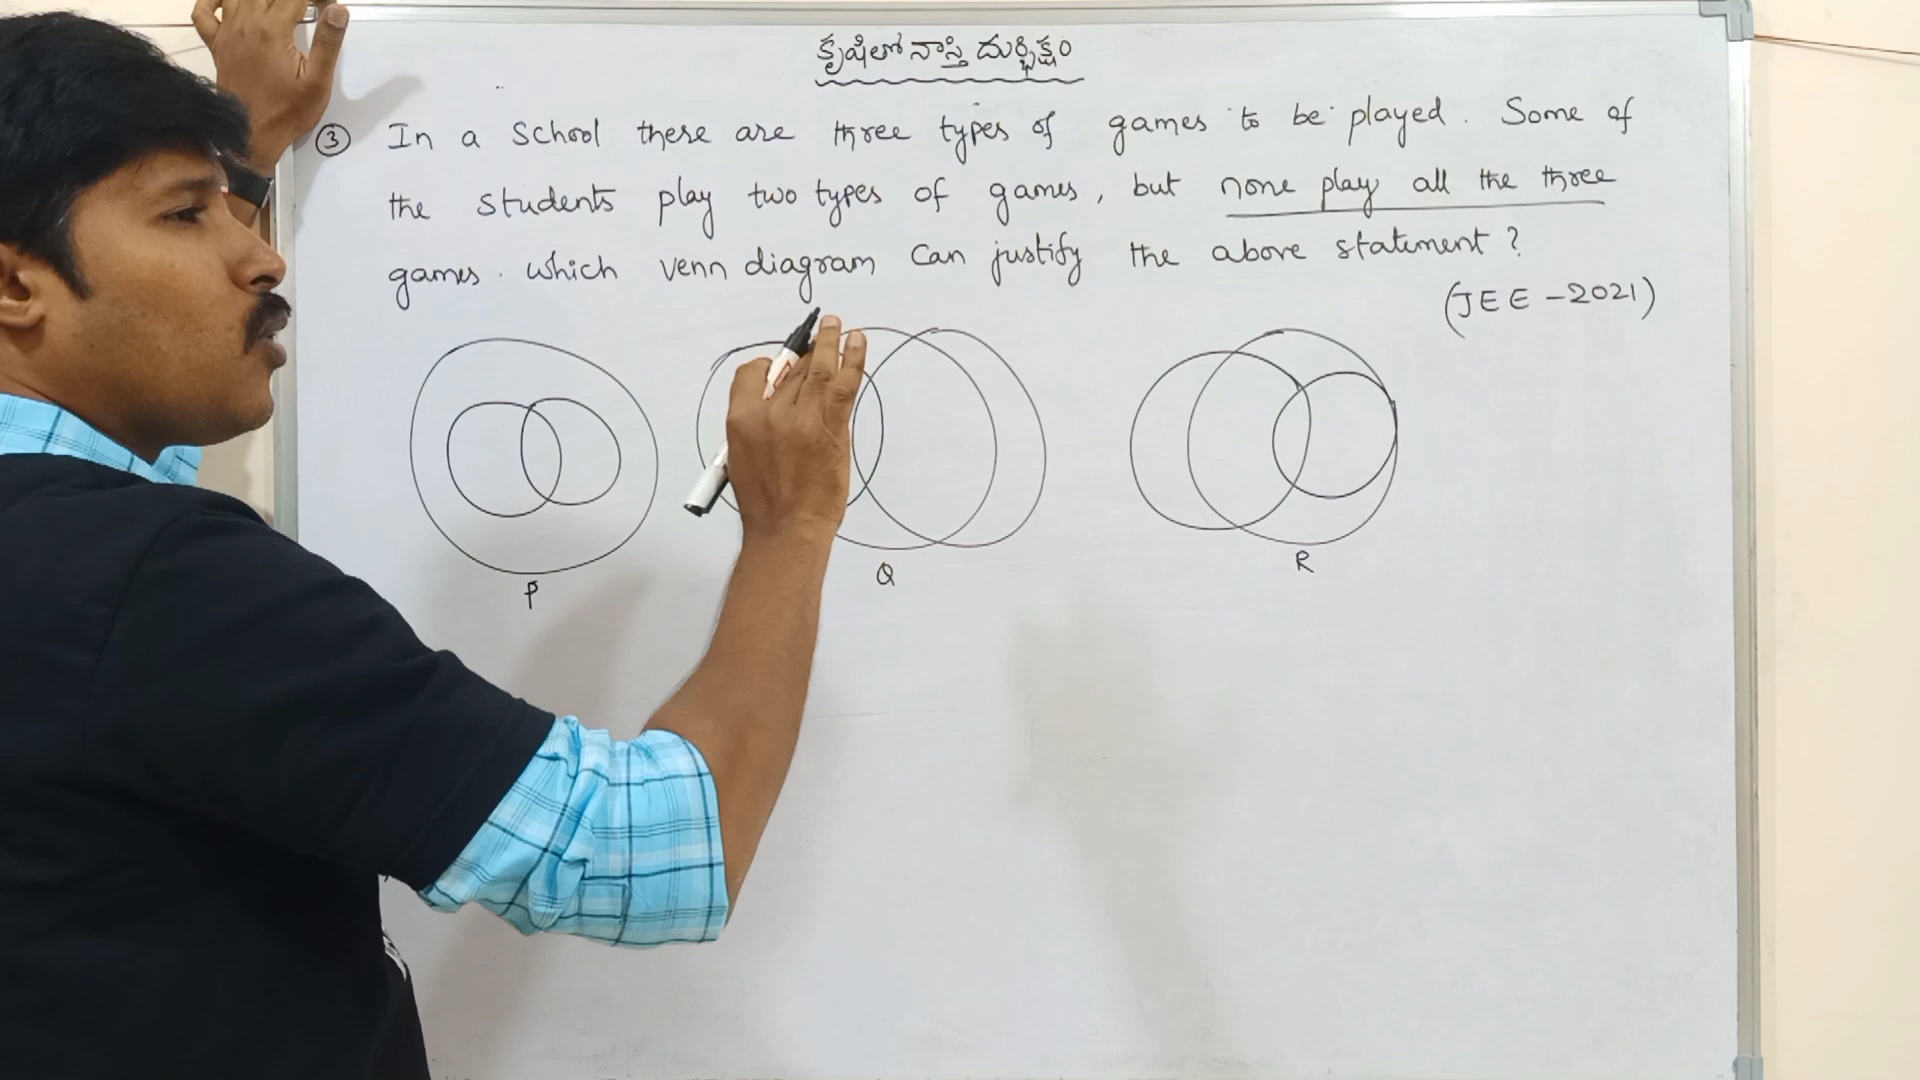 కృషితో నాస్తి దుర్భిక్షం
③ In a School there are three types of games to be played. Some of
the students play two types of games, but none play all the three
games. which venn diagram can justify the above statement?
(JEE - 2021)
P
Q
R